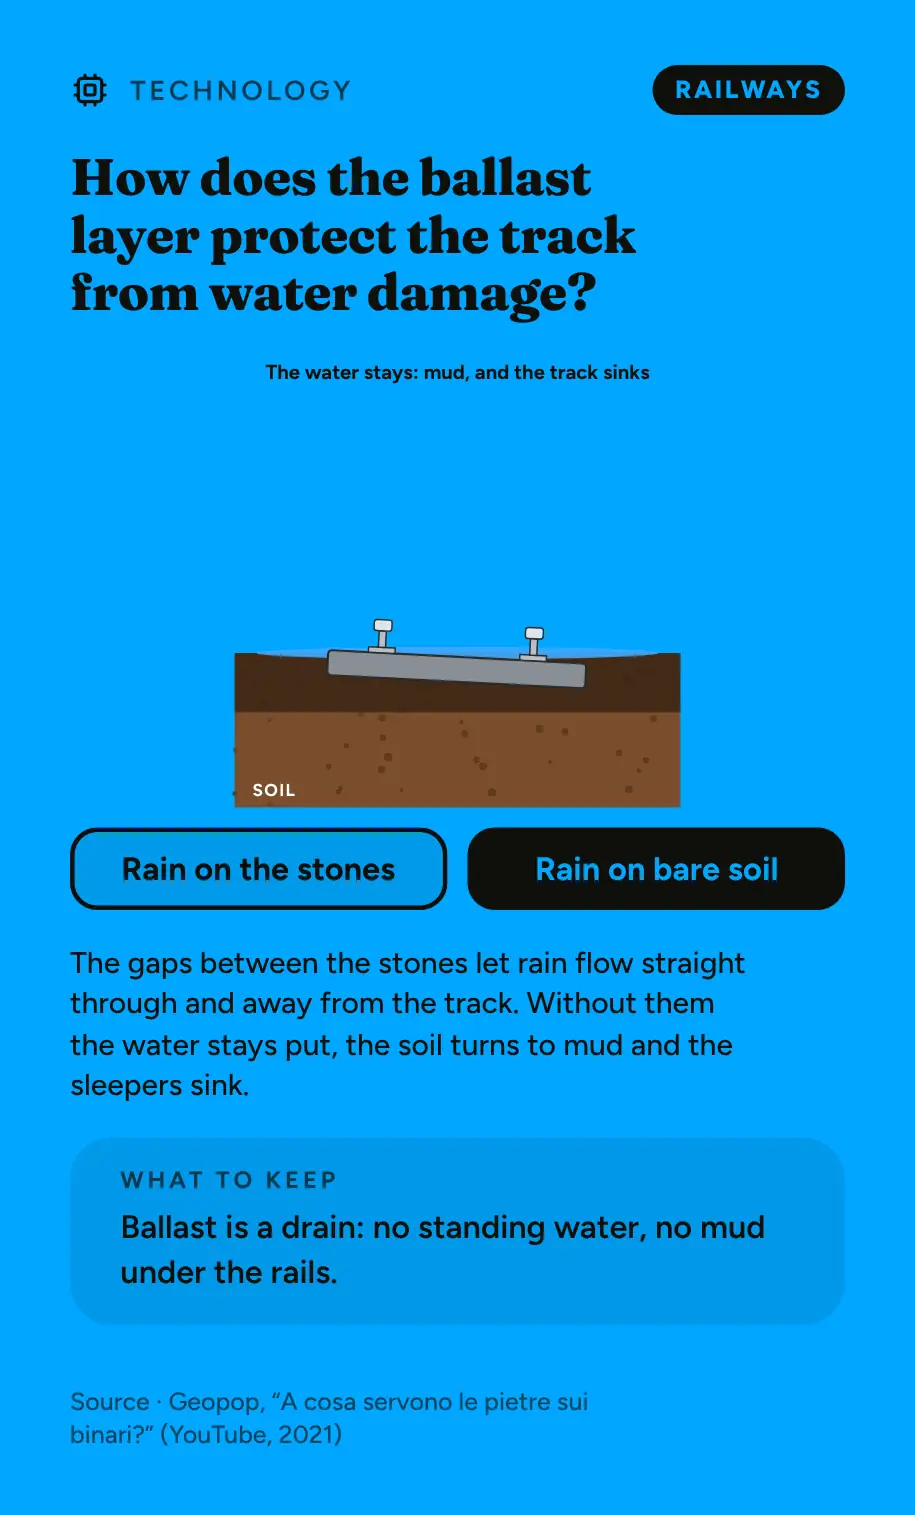 TECHNOLOGY
RAILWAYS
How does the ballast
layer protect the track
from water damage?
The water stays: mud, and the track sinks
SOIL
Rain on the stones
Rain on bare soil
The gaps between the stones let rain flow straight
through and away from the track. Without them
the water stays put, the soil turns to mud and the
sleepers sink.
WHAT TO KEEP
Ballast is a drain: no standing water, no mud
under the rails.
Source · Geopop, “A cosa servono le pietre sui
binari?” (YouTube, 2021)